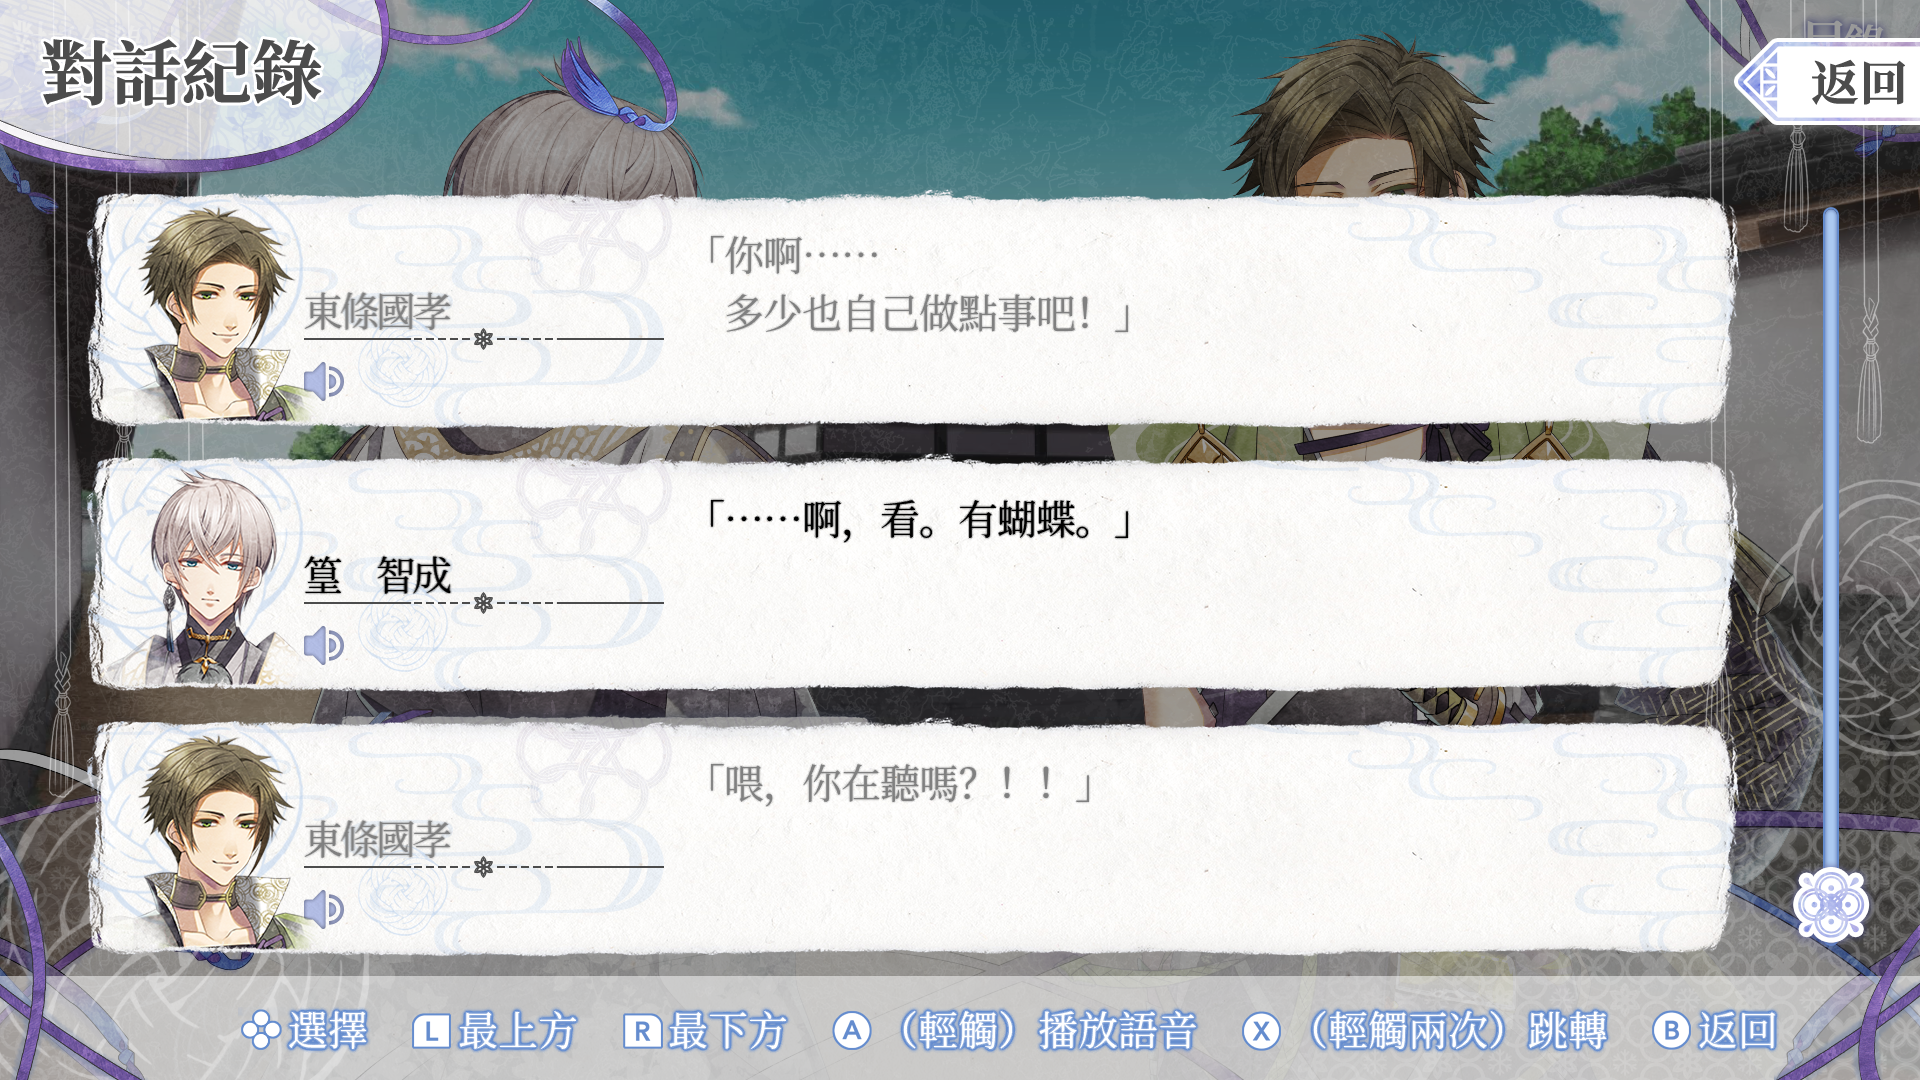 對話紀錄
目錄
返回
「你啊……
多少也自己做點事吧！」
東條國孝
「……啊，看。有蝴蝶。」
篁　智成
「喂，你在聽嗎？！！」
東條國孝
選擇
L 最上方
R 最下方
A （輕觸）播放語音
X （輕觸兩次）跳轉
B 返回